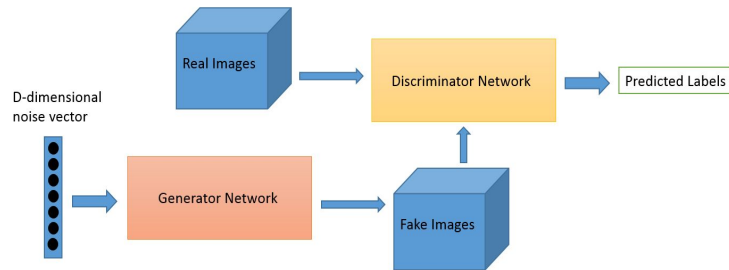 Real Images
Discriminator Network
Predicted Labels
D-dimensional
noise vector
Generator Network
Fake Images